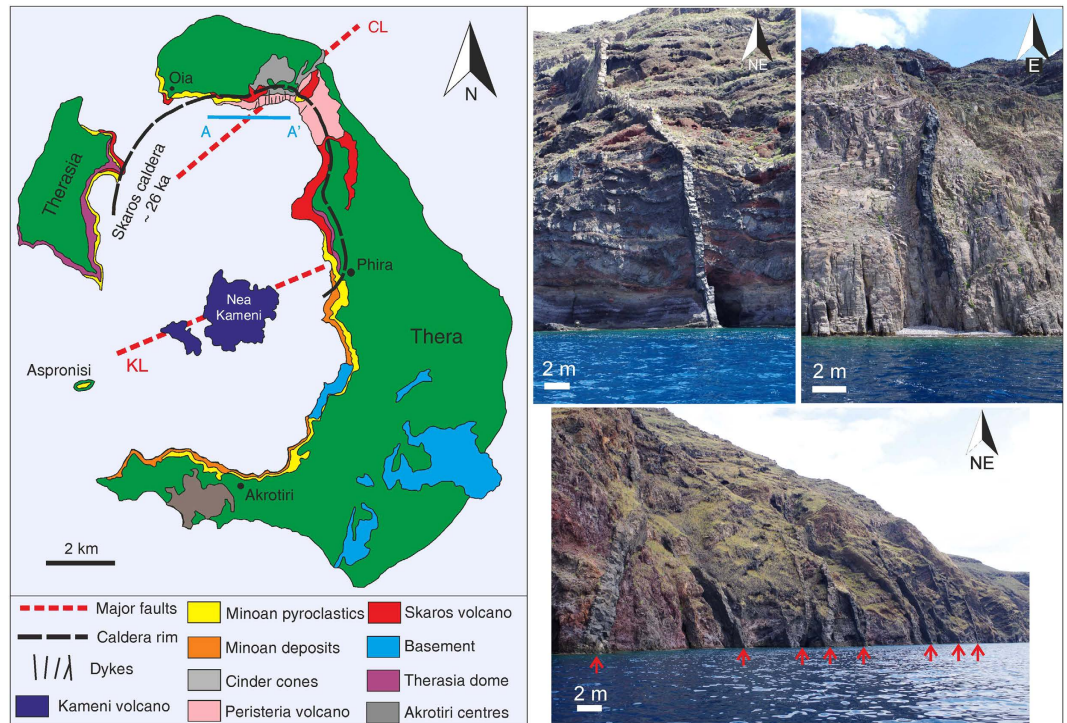 CL
Oia
N
A A'
Therasia
Skaros caldera
~ 26 ka
Phira
Nea
Kameni
Thera
KL
Aspronisi
Akrotiri
2 km
Major faults
Caldera rim
Dykes
Kameni volcano
Minoan pyroclastics
Minoan deposits
Cinder cones
Peristeria volcano
Skaros volcano
Basement
Therasia dome
Akrotiri centres
NE
2 m
E
2 m
NE
2 m